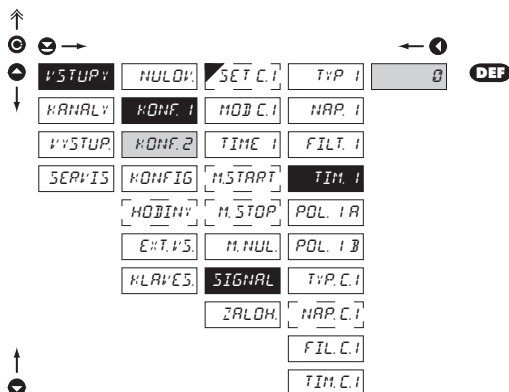 VSTUPY NULOV. SET C.1 TYP 1 0 DEF
KANALY KONF. 1 MOD C.1 NAP. 1
VYSTUP. KONF. 2 TIME 1 FILT. 1
SERVIS KONFIG M.START TIM. 1
HODINY M. STOP POL. 1A
EXT. VS. M. NUL. POL. 1B
KLAVES. SIGNAL TYP. C.1
ZALOH. NAP. C.1
FIL. C.1
TIM. C.1